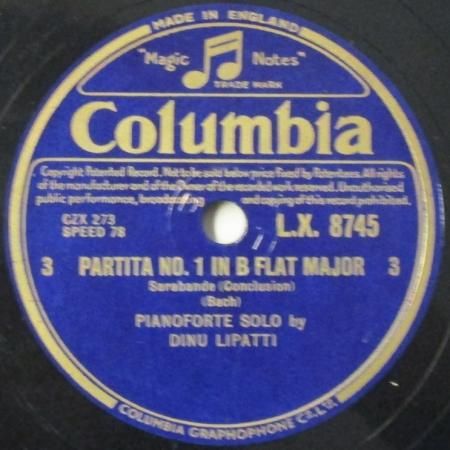 MADE IN ENGLAND
"Magic Notes"
TRADE MARK
Columbia
Copyright Patented Record. Not to be sold below price fixed by Patentees. All rights
of the manufacturer and of the owner of the recorded work reserved. Unauthorised
public performance, broadcasting and copying of this record prohibited.
CZX 273
SPEED 78
L.X. 8745
3 PARTITA NO. 1 IN B FLAT MAJOR 3
Sarabande (Conclusion)
(Bach)
PIANOFORTE SOLO by
DINU LIPATTI
COLUMBIA GRAPHOPHONE Co., LTD.